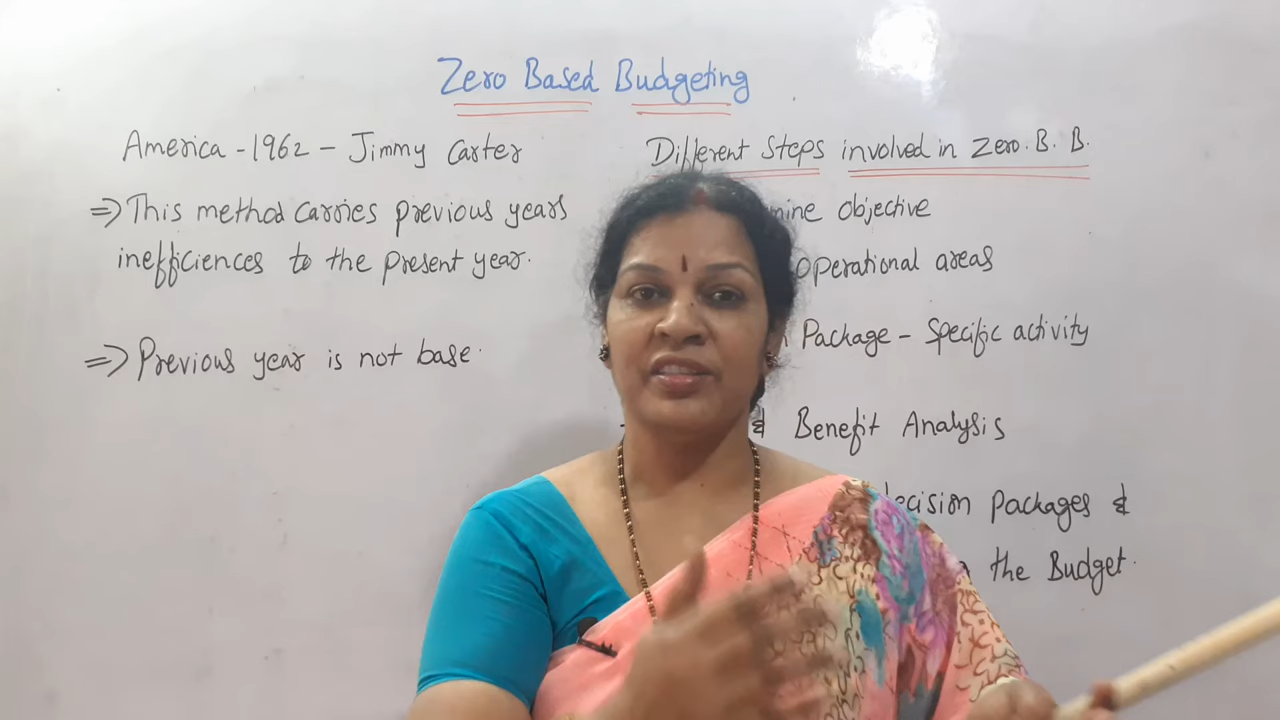 Zero Based Budgeting
America - 1962 - Jimmy Carter
⇒ This method carries previous years
inefficiences to the present year.
⇒ Previous year is not base.
Different Steps involved in Zero. B. B.
objective
operational areas
Package - Specific activity
& Benefit Analysis
packages &
the Budget.